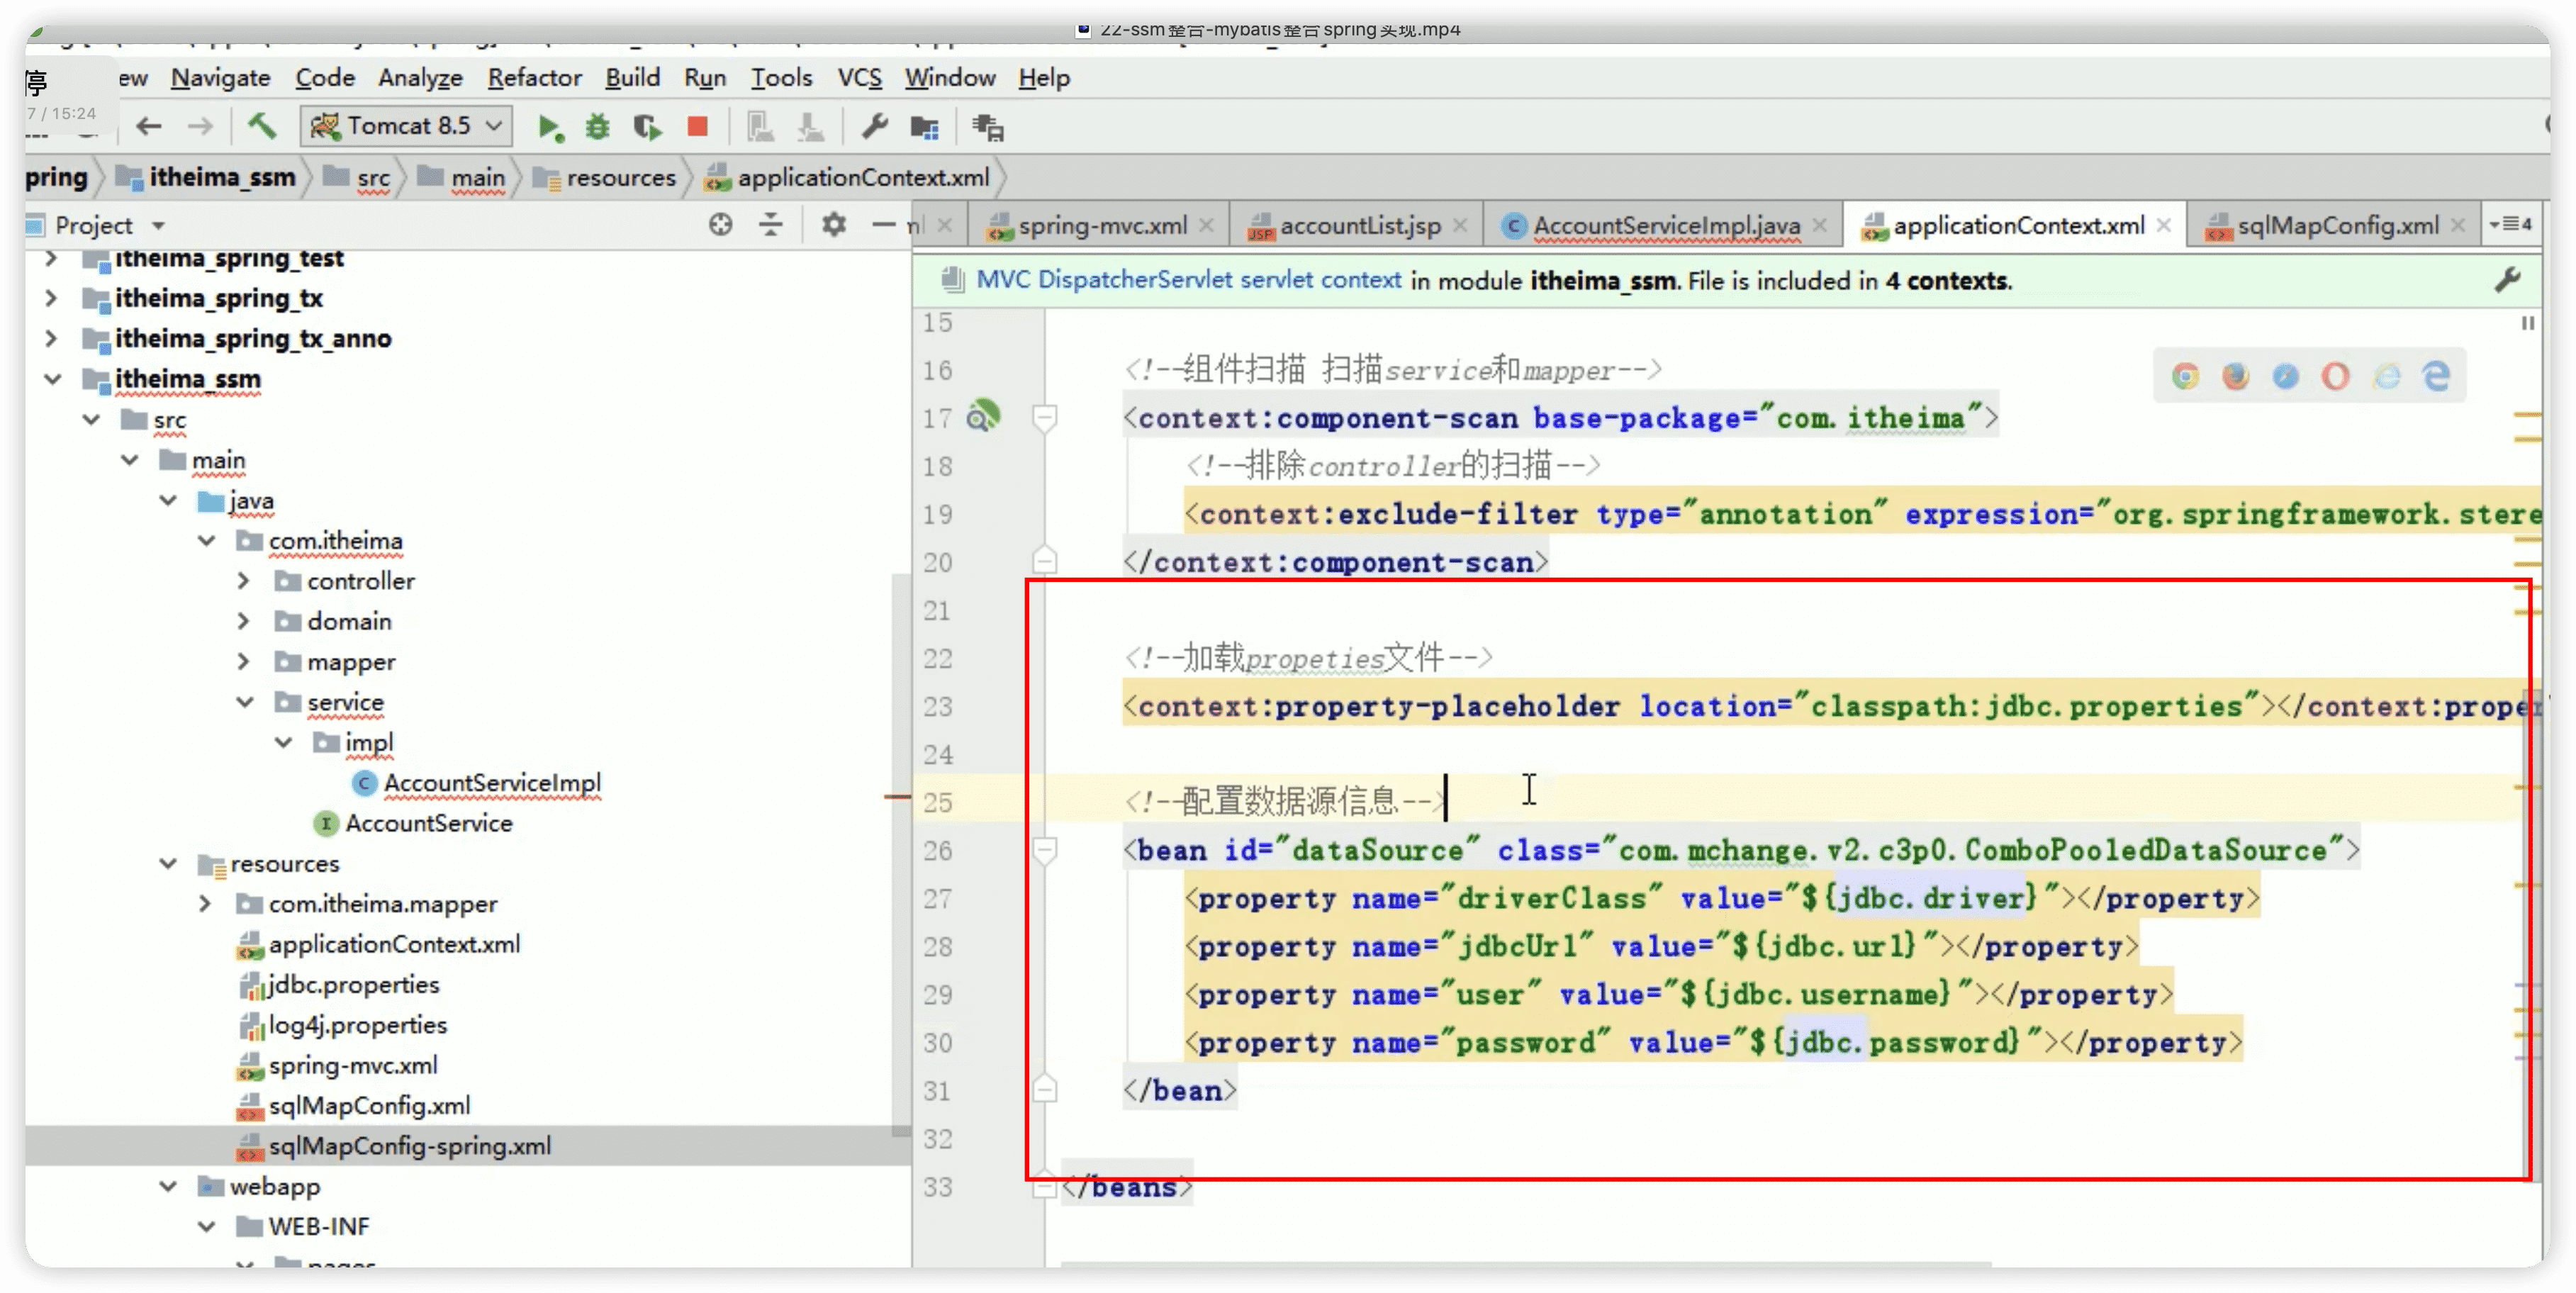 22-ssm整合-mybatis整合spring实现.mp4
停
7 / 15:24
ew Navigate Code Analyze Refactor Build Run Tools VCS Window Help
Tomcat 8.5
pring itheima_ssm src main resources applicationContext.xml
Project
spring-mvc.xml accountList.jsp AccountServiceImpl.java applicationContext.xml sqlMapConfig.xml 4
MVC DispatcherServlet servlet context in module itheima_ssm. File is included in 4 contexts.
itheima_spring_test
itheima_spring_tx
itheima_spring_tx_anno
itheima_ssm
src
main
java
com.itheima
controller
domain
mapper
service
impl
AccountServiceImpl
AccountService
resources
com.itheima.mapper
applicationContext.xml
jdbc.properties
log4j.properties
spring-mvc.xml
sqlMapConfig.xml
sqlMapConfig-spring.xml
webapp
WEB-INF
pages
15
16 <!--组件扫描 扫描service和mapper-->
17 <context:component-scan base-package="com.itheima">
18 <!--排除controller的扫描-->
19 <context:exclude-filter type="annotation" expression="org.springframework.stere
20 </context:component-scan>
21
22 <!--加载propeties文件-->
23 <context:property-placeholder location="classpath:jdbc.properties"></context:proper
24
25 <!--配置数据源信息-->
26 <bean id="dataSource" class="com.mchange.v2.c3p0.ComboPooledDataSource">
27 <property name="driverClass" value="${jdbc.driver}"></property>
28 <property name="jdbcUrl" value="${jdbc.url}"></property>
29 <property name="user" value="${jdbc.username}"></property>
30 <property name="password" value="${jdbc.password}"></property>
31 </bean>
32
33 </beans>